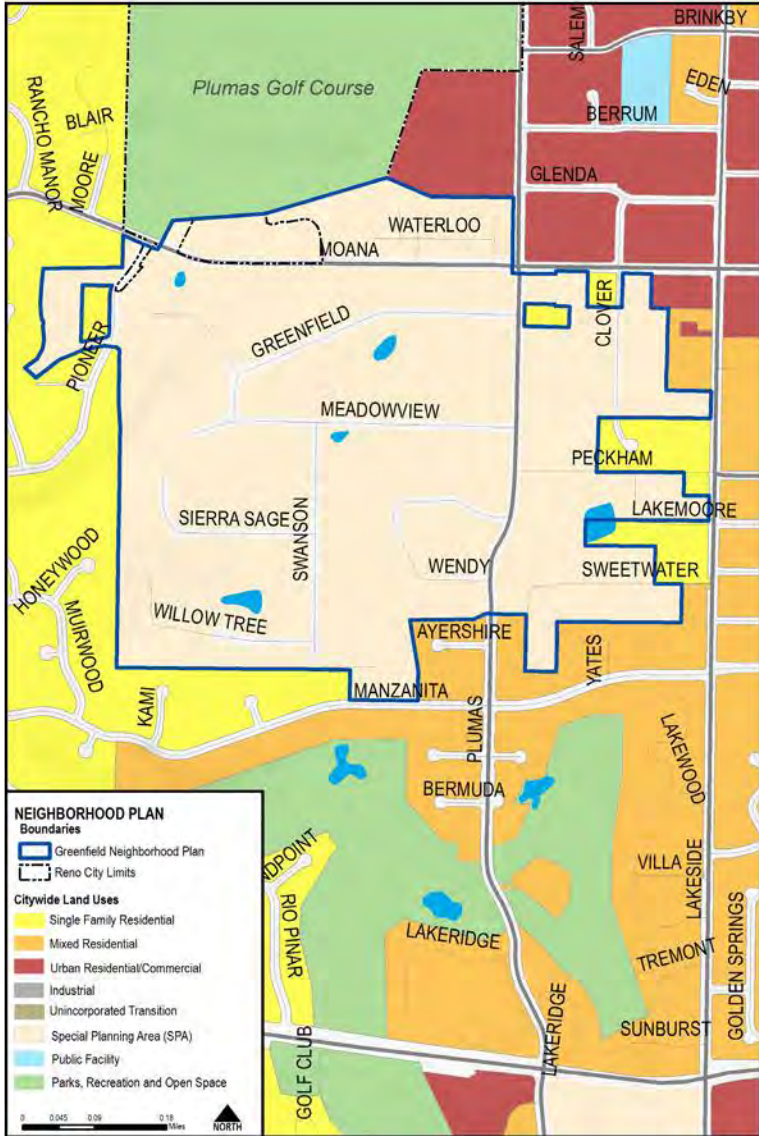 BRINKBY
SALEM
Plumas Golf Course
EDEN
BERRUM
BLAIR
RANCHO MANOR
MOORE
GLENDA
WATERLOO
MOANA
CLOVER
GREENFIELD
PIONEER
MEADOWVIEW
PECKHAM
LAKEMOORE
SIERRA SAGE
SWANSON
WENDY
SWEETWATER
HONEYWOOD
WILLOW TREE
AYERSHIRE
MUIRWOOD
YATES
KAMI
MANZANITA
PLUMAS
LAKEWOOD
BERMUDA
VILLA
LAKESIDE
NDPOINT
RIO PINAR
LAKERIDGE
TREMONT
GOLDEN SPRINGS
SUNBURST
LAKERIDGE
GOLF CLUB
NEIGHBORHOOD PLAN
Boundaries
Greenfield Neighborhood Plan
Reno City Limits
Citywide Land Uses
Single Family Residential
Mixed Residential
Urban Residential/Commercial
Industrial
Unincorporated Transition
Special Planning Area (SPA)
Public Facility
Parks, Recreation and Open Space
0 0.045 0.09 0.18
Miles
NORTH